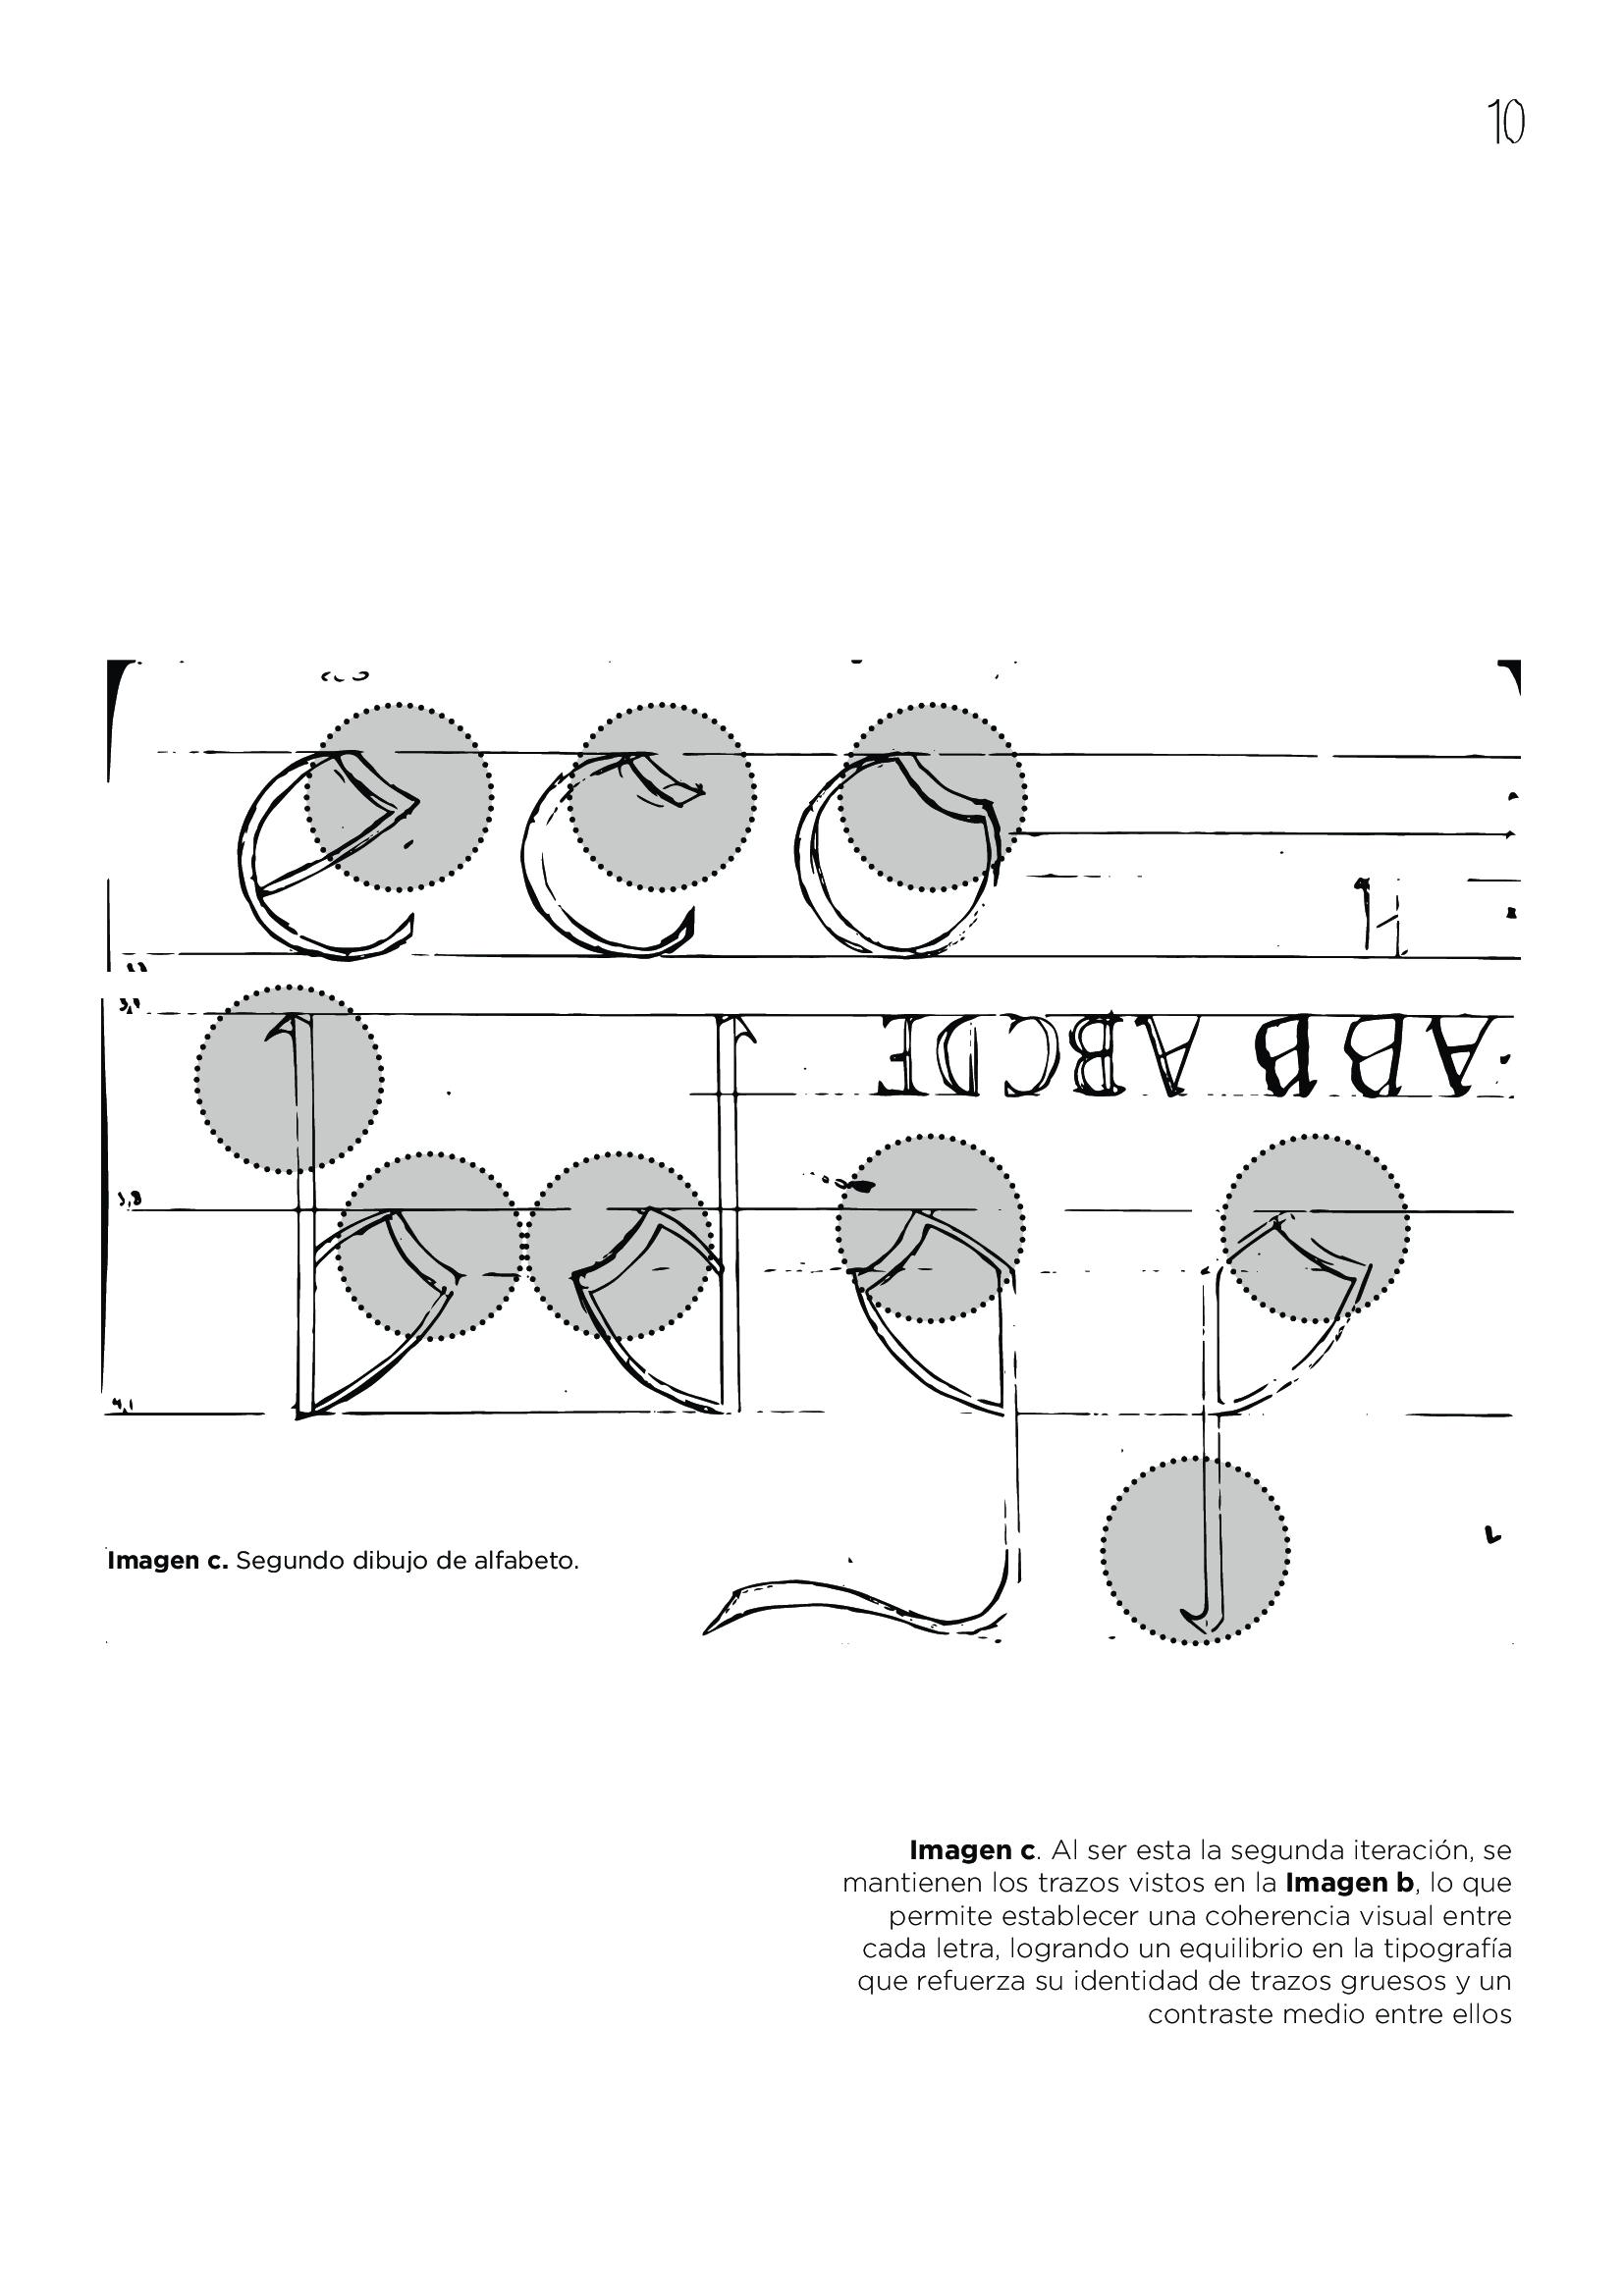 10
e c o
ABB ABCDE
b d q p
Imagen c. Segundo dibujo de alfabeto.
Imagen c. Al ser esta la segunda iteración, se
mantienen los trazos vistos en la Imagen b, lo que
permite establecer una coherencia visual entre
cada letra, logrando un equilibrio en la tipografía
que refuerza su identidad de trazos gruesos y un
contraste medio entre ellos